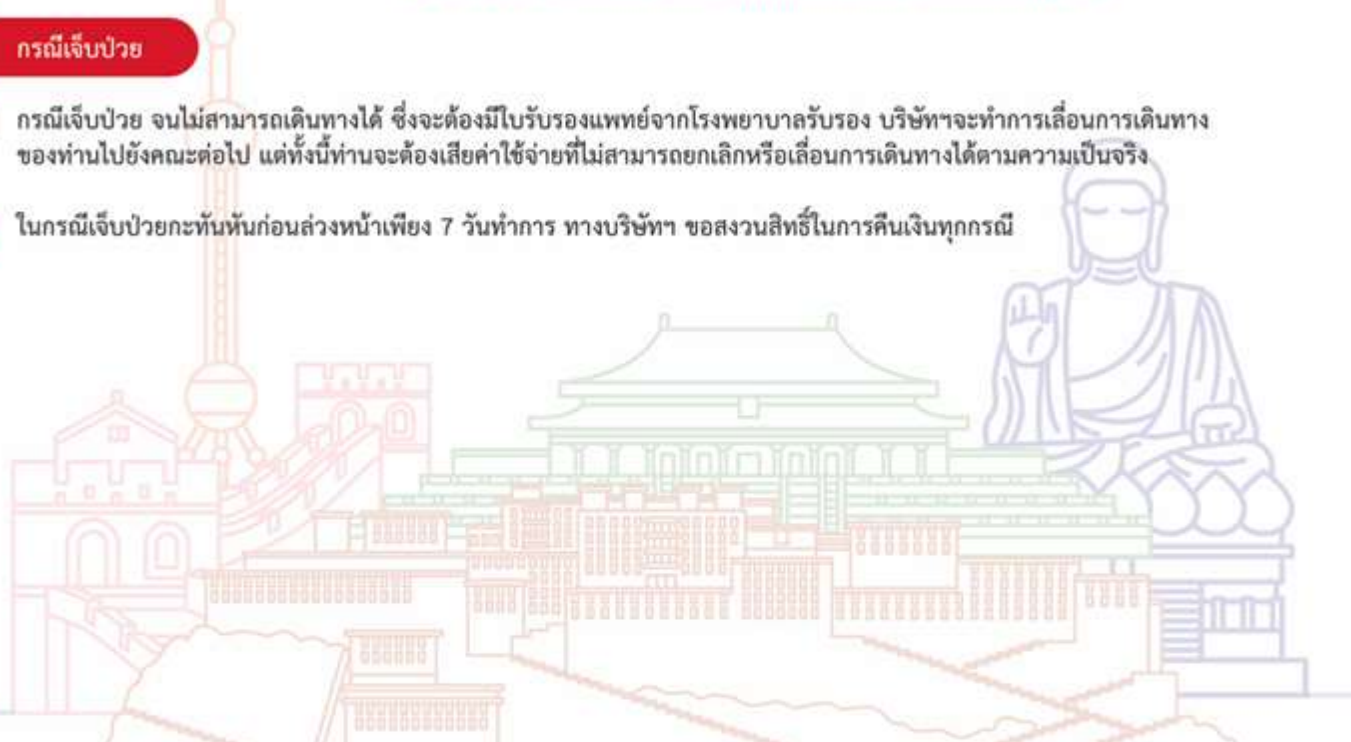 กรณีเจ็บป่วย
กรณีเจ็บป่วย จนไม่สามารถเดินทางได้ ซึ่งจะต้องมีใบรับรองแพทย์จากโรงพยาบาลรับรอง บริษัทฯจะทำการเลื่อนการเดินทาง
ของท่านไปยังคณะต่อไป แต่ทั้งนี้ท่านจะต้องเสียค่าใช้จ่ายที่ไม่สามารถยกเลิกหรือเลื่อนการเดินทางได้ตามความเป็นจริง
ในกรณีเจ็บป่วยกะทันหันก่อนล่วงหน้าเพียง 7 วันทำการ ทางบริษัทฯ ขอสงวนสิทธิ์ในการคืนเงินทุกกรณี